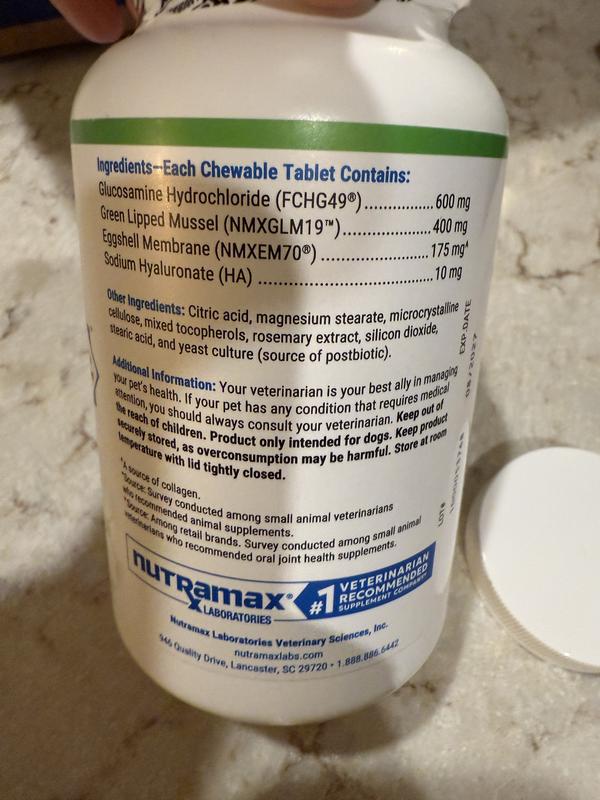 Ingredients—Each Chewable Tablet Contains:
Glucosamine Hydrochloride (FCHG49®)..............600 mg
Green Lipped Mussel (NMXGLM19™)..................400 mg
Eggshell Membrane (NMXEM70®) ......................175 mg^
Sodium Hyaluronate (HA) ...................................10 mg
Other Ingredients: Citric acid, magnesium stearate, microcrystalline
cellulose, mixed tocopherols, rosemary extract, silicon dioxide,
stearic acid, and yeast culture (source of postbiotic).
Additional Information: Your veterinarian is your best ally in managing
your pet's health. If your pet has any condition that requires medical
attention, you should always consult your veterinarian. Keep out of
the reach of children. Product only intended for dogs. Keep product
securely stored, as overconsumption may be harmful. Store at room
temperature with lid tightly closed.
^A source of collagen.
*Source: Survey conducted among small animal veterinarians
who recommended animal supplements.
Source: Among retail brands. Survey conducted among small animal
veterinarians who recommended oral joint health supplements.
nutramax®
LABORATORIES
#1 VETERINARIAN
RECOMMENDED
SUPPLEMENT COMPANY*
Nutramax Laboratories Veterinary Sciences, Inc.
nutramaxlabs.com
946 Quality Drive, Lancaster, SC 29720 • 1.888.886.6442
EXP. DATE
08/2027
LOT#